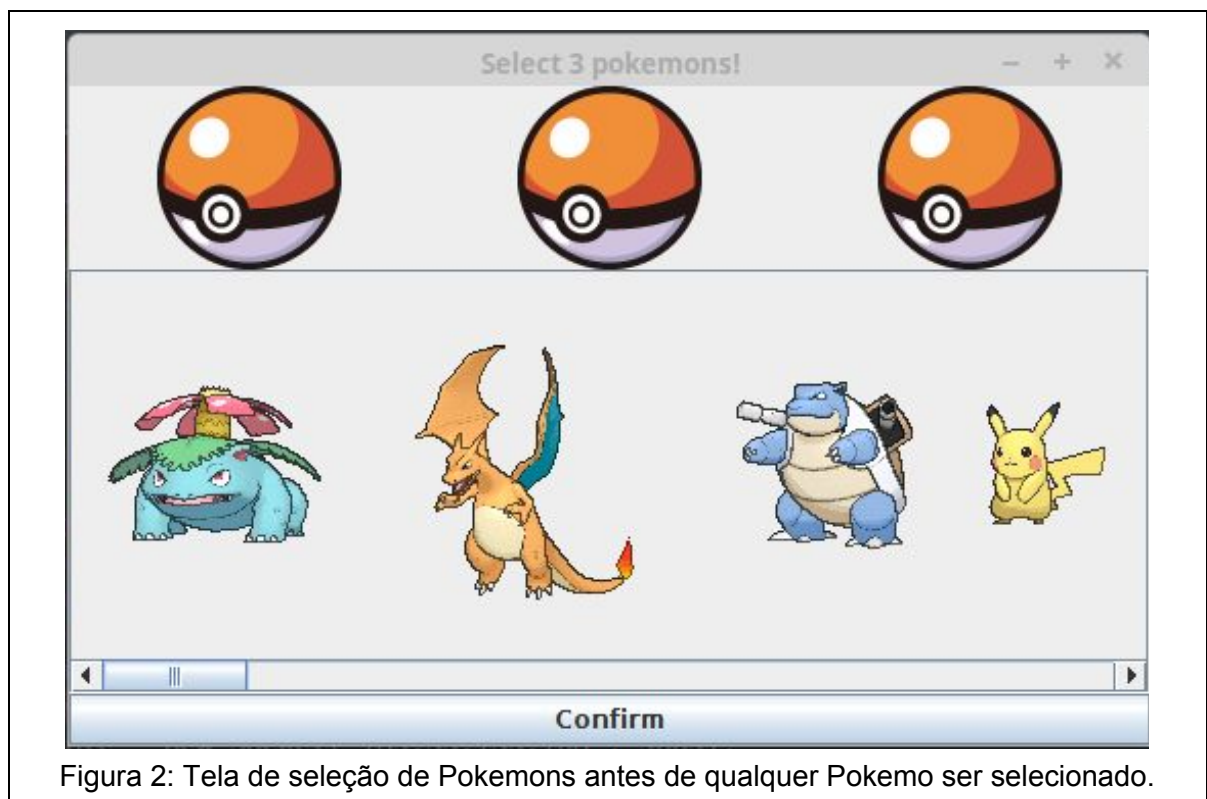 Select 3 pokemons!
Confirm
Figura 2: Tela de seleção de Pokemons antes de qualquer Pokemo ser selecionado.